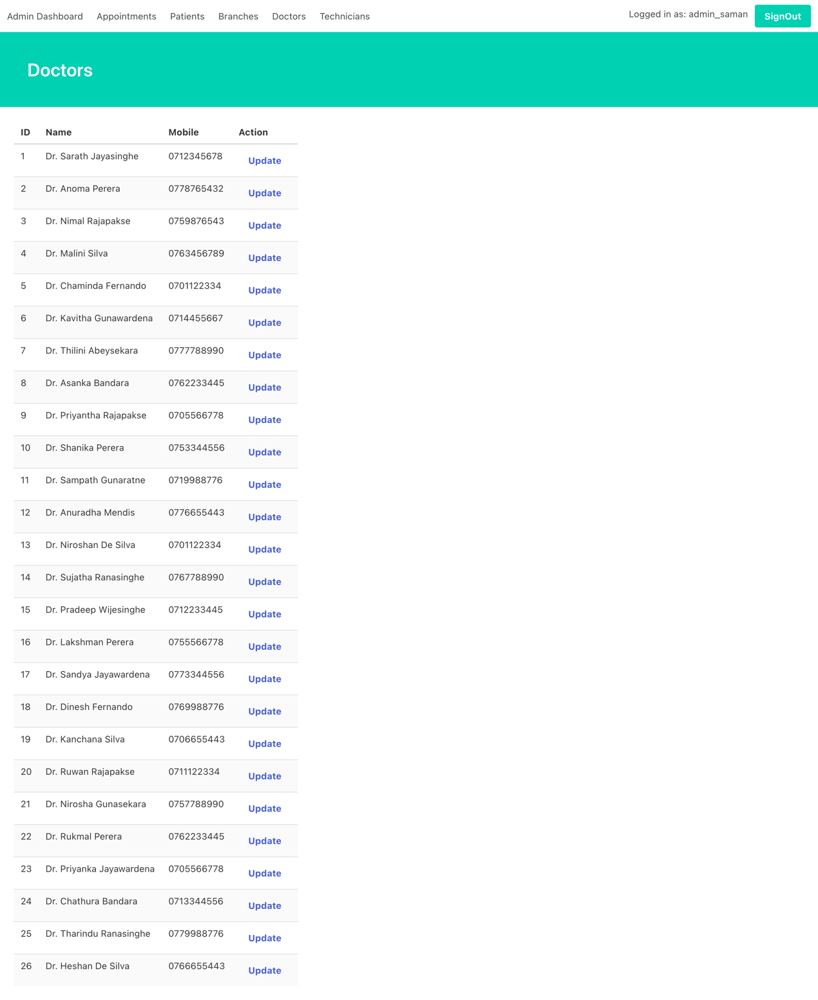 Admin Dashboard Appointments Patients Branches Doctors Technicians Logged in as: admin_saman SignOut
Doctors
ID Name Mobile Action
1 Dr. Sarath Jayasinghe 0712345678 Update
2 Dr. Anoma Perera 0778765432 Update
3 Dr. Nimal Rajapakse 0759876543 Update
4 Dr. Malini Silva 0763456789 Update
5 Dr. Chaminda Fernando 0701122334 Update
6 Dr. Kavitha Gunawardena 0714455667 Update
7 Dr. Thilini Abeysekara 0777788990 Update
8 Dr. Asanka Bandara 0762233445 Update
9 Dr. Priyantha Rajapakse 0705566778 Update
10 Dr. Shanika Perera 0753344556 Update
11 Dr. Sampath Gunaratne 0719988776 Update
12 Dr. Anuradha Mendis 0776655443 Update
13 Dr. Niroshan De Silva 0701122334 Update
14 Dr. Sujatha Ranasinghe 0767788990 Update
15 Dr. Pradeep Wijesinghe 0712233445 Update
16 Dr. Lakshman Perera 0755566778 Update
17 Dr. Sandya Jayawardena 0773344556 Update
18 Dr. Dinesh Fernando 0769988776 Update
19 Dr. Kanchana Silva 0706655443 Update
20 Dr. Ruwan Rajapakse 0711122334 Update
21 Dr. Nirosha Gunasekara 0757788990 Update
22 Dr. Rukmal Perera 0762233445 Update
23 Dr. Priyanka Jayawardena 0705566778 Update
24 Dr. Chathura Bandara 0713344556 Update
25 Dr. Tharindu Ranasinghe 0779988776 Update
26 Dr. Heshan De Silva 0766655443 Update